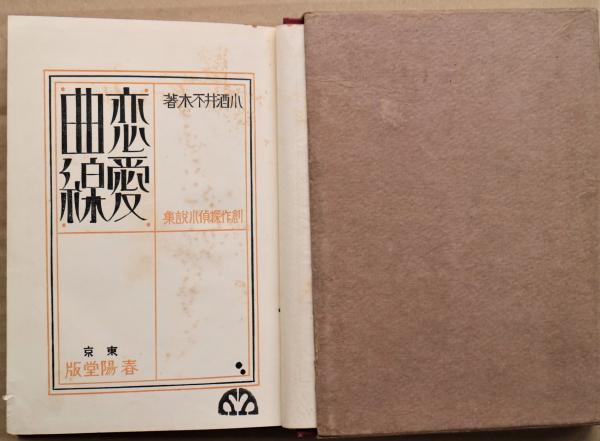 小酒井不木著
恋愛
曲線
創作探偵小説集
東京
春陽堂版